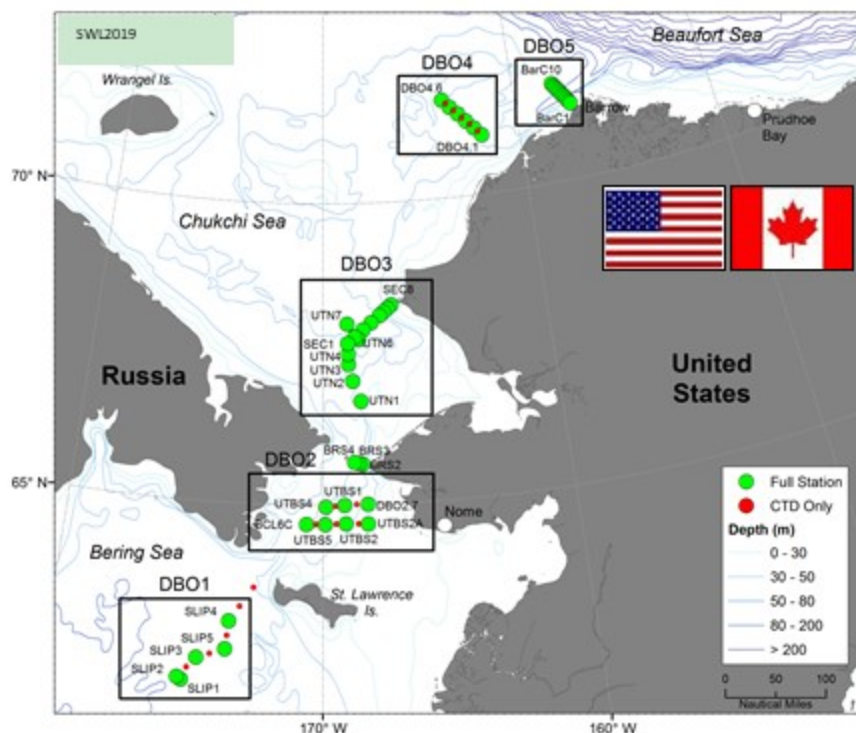 SWL2019
Beaufort Sea
DBO5
DBO4
BarC10
Wrangel Is.
DBO4.6
Barrow
BarC1
Prudhoe
Bay
DBO4.1
70° N
Chukchi Sea
DBO3
SEC8
UTN7
SEC1
UTN6
UTN4
UTN3
UTN2
UTN1
Russia
United
States
BRS4
BRS3
BRS2
DBO2
65° N
UTBS1
UTBS4
DBO2.7
Nome
BCL6C
UTBS2A
UTBS5
UTBS2
Bering Sea
DBO1
St. Lawrence
Is.
SLIP4
SLIP5
SLIP3
SLIP2
SLIP1
Full Station
CTD Only
Depth (m)
0 - 30
30 - 50
50 - 80
80 - 200
> 200
0 25 50 100
Nautical Miles
170° W
160° W